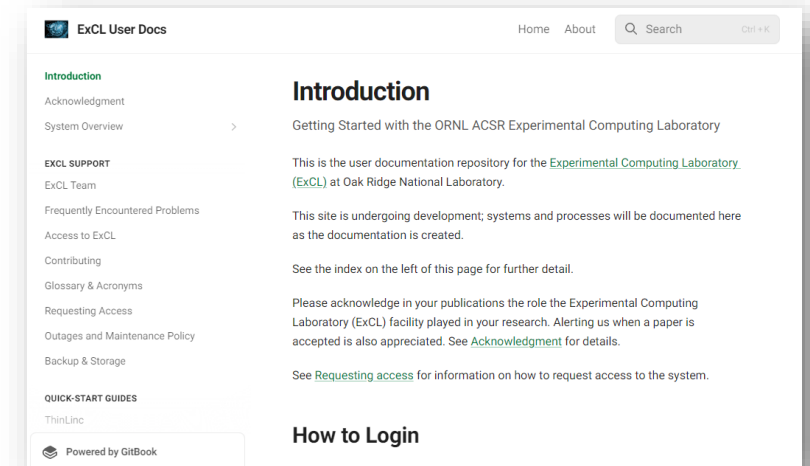 ExCL User Docs
Home About Search Ctrl + K
Introduction
Acknowledgment
System Overview
EXCL SUPPORT
ExCL Team
Frequently Encountered Problems
Access to ExCL
Contributing
Glossary & Acronyms
Requesting Access
Outages and Maintenance Policy
Backup & Storage
QUICK-START GUIDES
ThinLinc
Powered by GitBook
Introduction
Getting Started with the ORNL ACSR Experimental Computing Laboratory
This is the user documentation repository for the Experimental Computing Laboratory
(ExCL) at Oak Ridge National Laboratory.
This site is undergoing development; systems and processes will be documented here
as the documentation is created.
See the index on the left of this page for further detail.
Please acknowledge in your publications the role the Experimental Computing
Laboratory (ExCL) facility played in your research. Alerting us when a paper is
accepted is also appreciated. See Acknowledgment for details.
See Requesting access for information on how to request access to the system.
How to Login